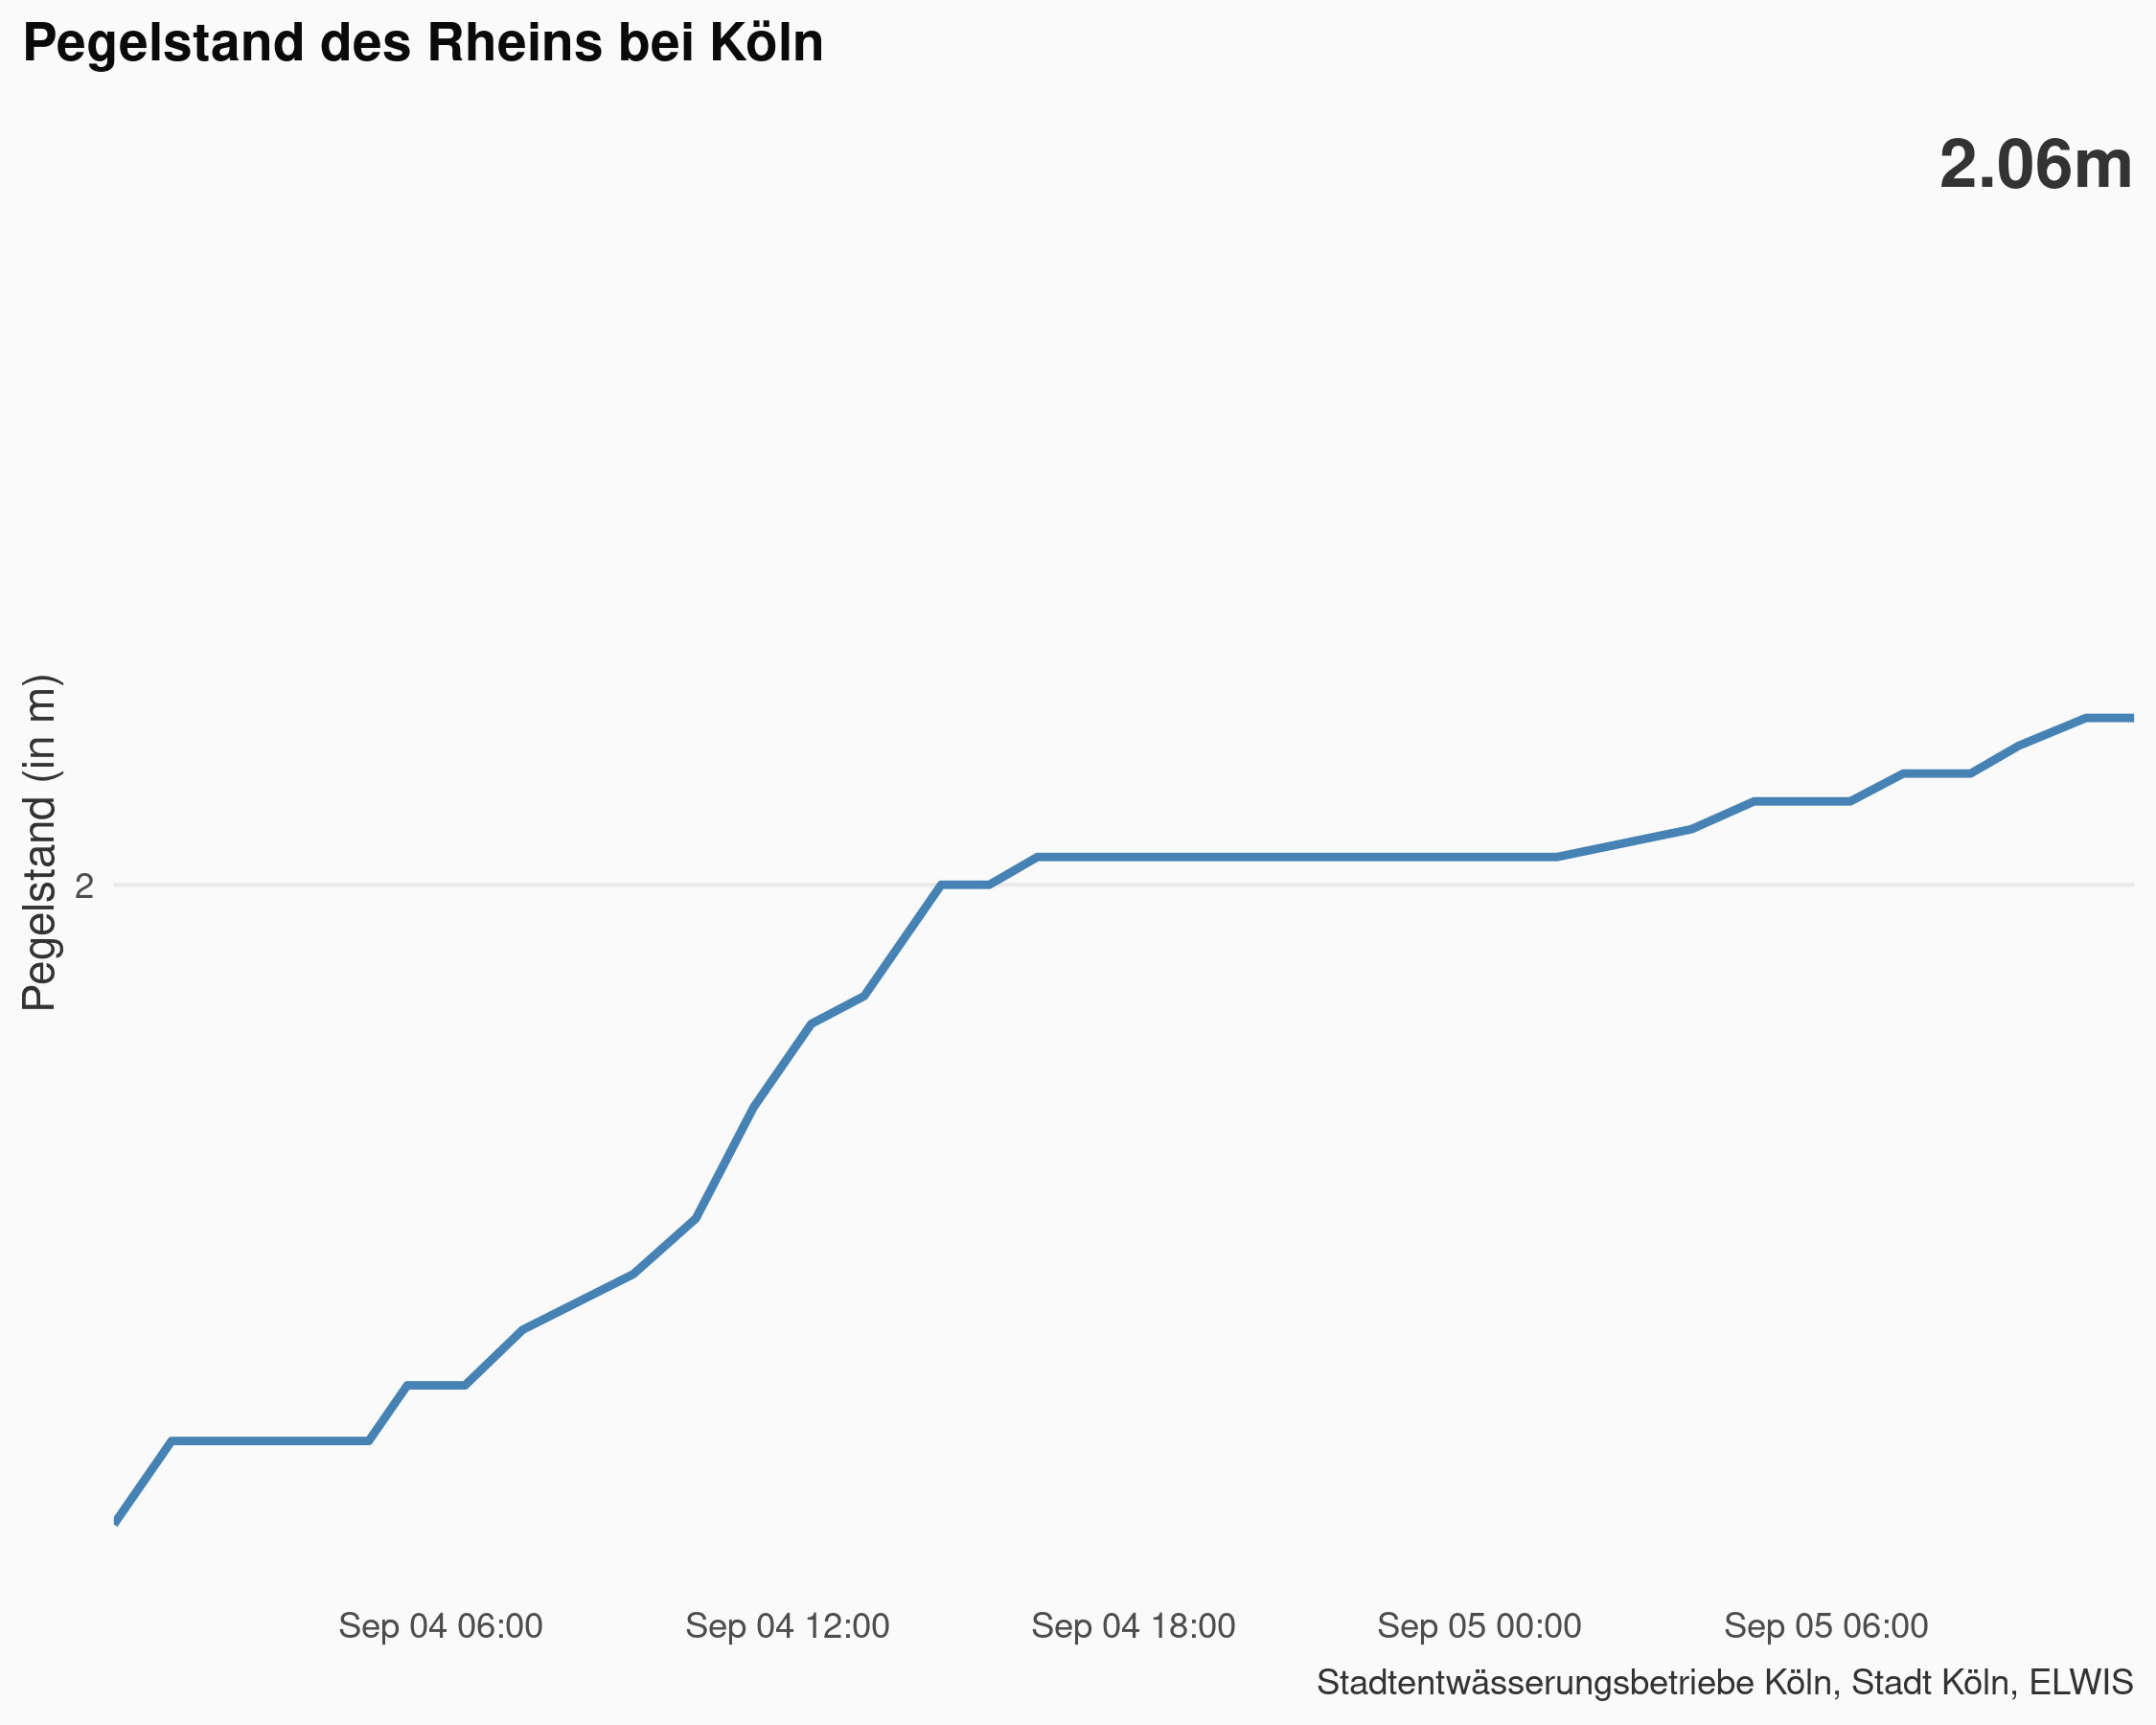 Pegelstand des Rheins bei Köln
2.06m
Pegelstand (in m)
2
Sep 04 06:00 Sep 04 12:00 Sep 04 18:00 Sep 05 00:00 Sep 05 06:00
Stadtentwässerungsbetriebe Köln, Stadt Köln, ELWIS